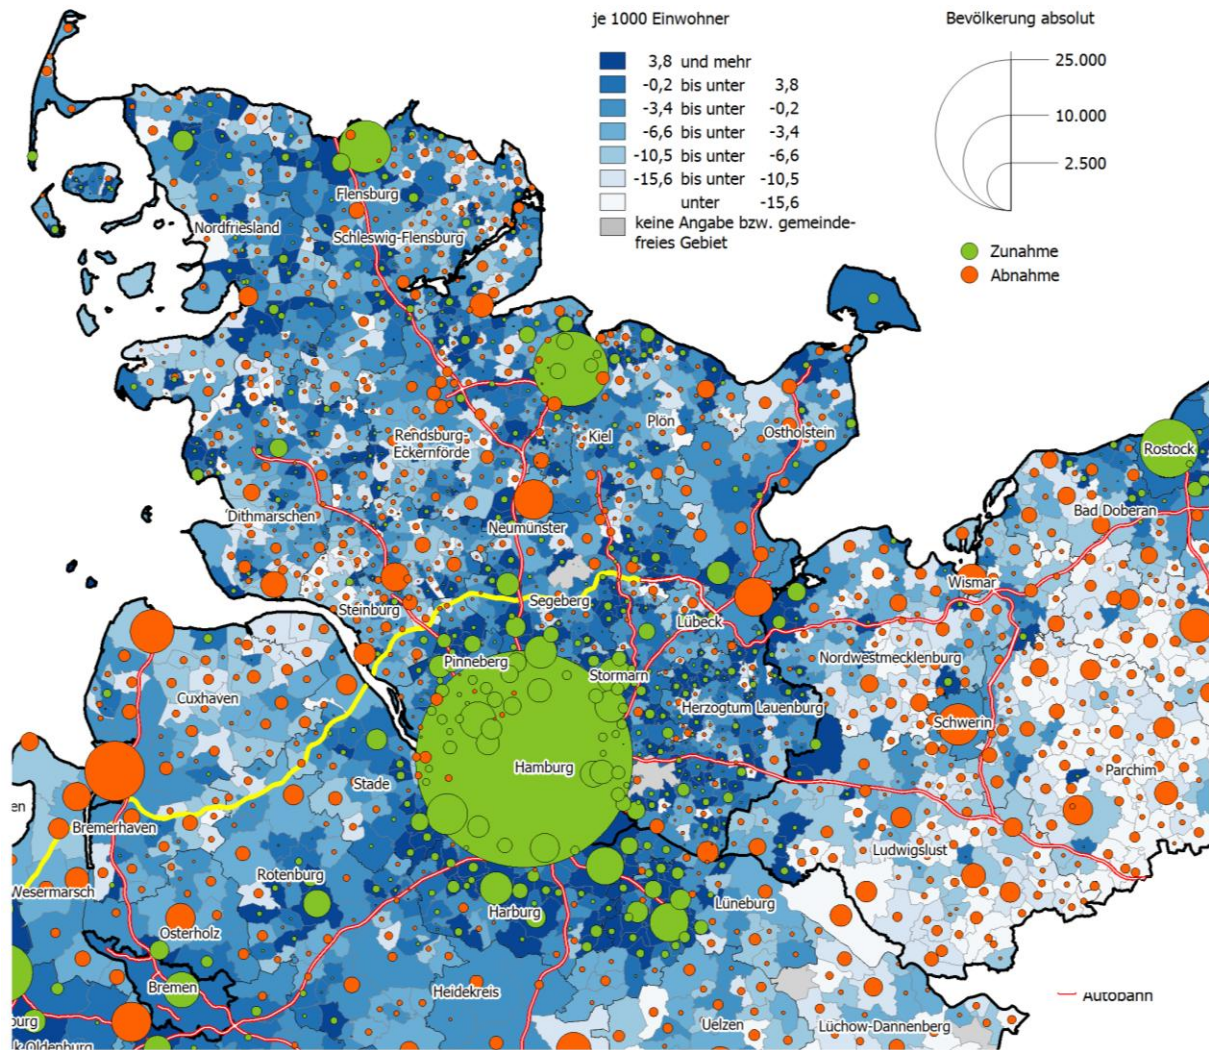 je 1000 Einwohner
3,8 und mehr
-0,2 bis unter 3,8
-3,4 bis unter -0,2
-6,6 bis unter -3,4
-10,5 bis unter -6,6
-15,6 bis unter -10,5
unter -15,6
keine Angabe bzw. gemeinde-
freies Gebiet
Bevölkerung absolut
25.000
10.000
2.500
Zunahme
Abnahme
Flensburg
Nordfriesland
Schleswig-Flensburg
Plön
Kiel
Ostholstein
Rendsburg-
Eckernförde
Rostock
Bad Doberan
Dithmarschen
Neumünster
Wismar
Segeberg
Steinburg
Lübeck
Nordwestmecklenburg
Pinneberg
Stormarn
Cuxhaven
Herzogtum Lauenburg
Schwerin
Hamburg
Parchim
Stade
en
Bremerhaven
Ludwigslust
Rotenburg
Wesermarsch
Lüneburg
Harburg
Osterholz
Bremen
Heidekreis
Autobahn
burg
Uelzen
Lüchow-Dannenberg
k Oldenburg